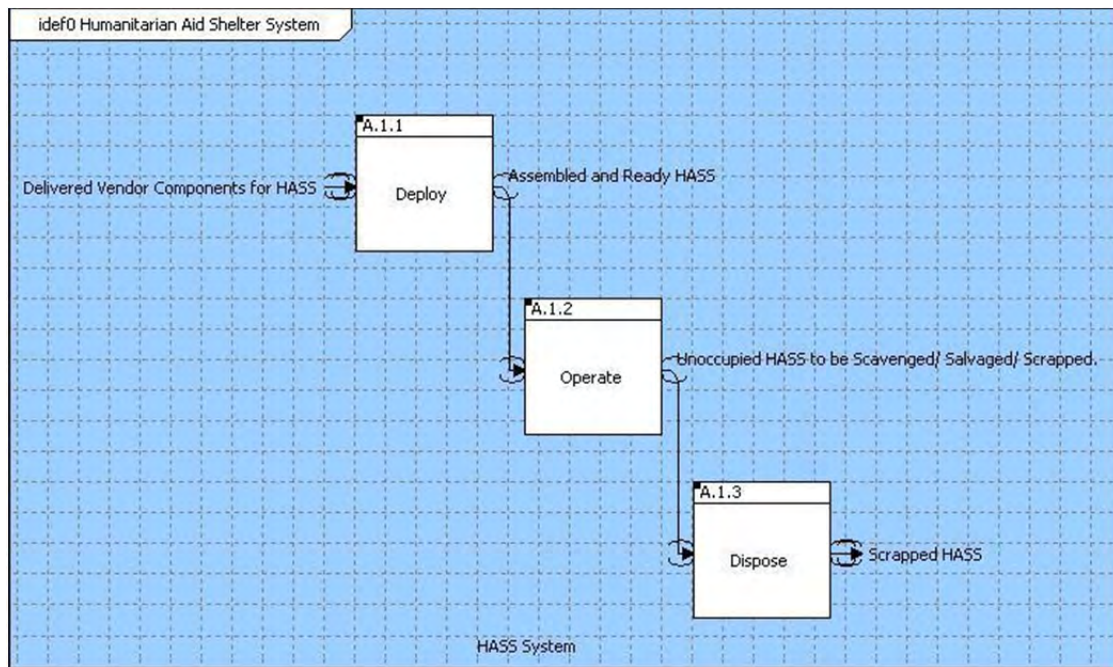 idef0 Humanitarian Aid Shelter System
A.1.1
Delivered Vendor Components for HASS
Deploy
Assembled and Ready HASS
A.1.2
Operate
Unoccupied HASS to be Scavenged/ Salvaged/ Scrapped.
A.1.3
Dispose
Scrapped HASS
HASS System